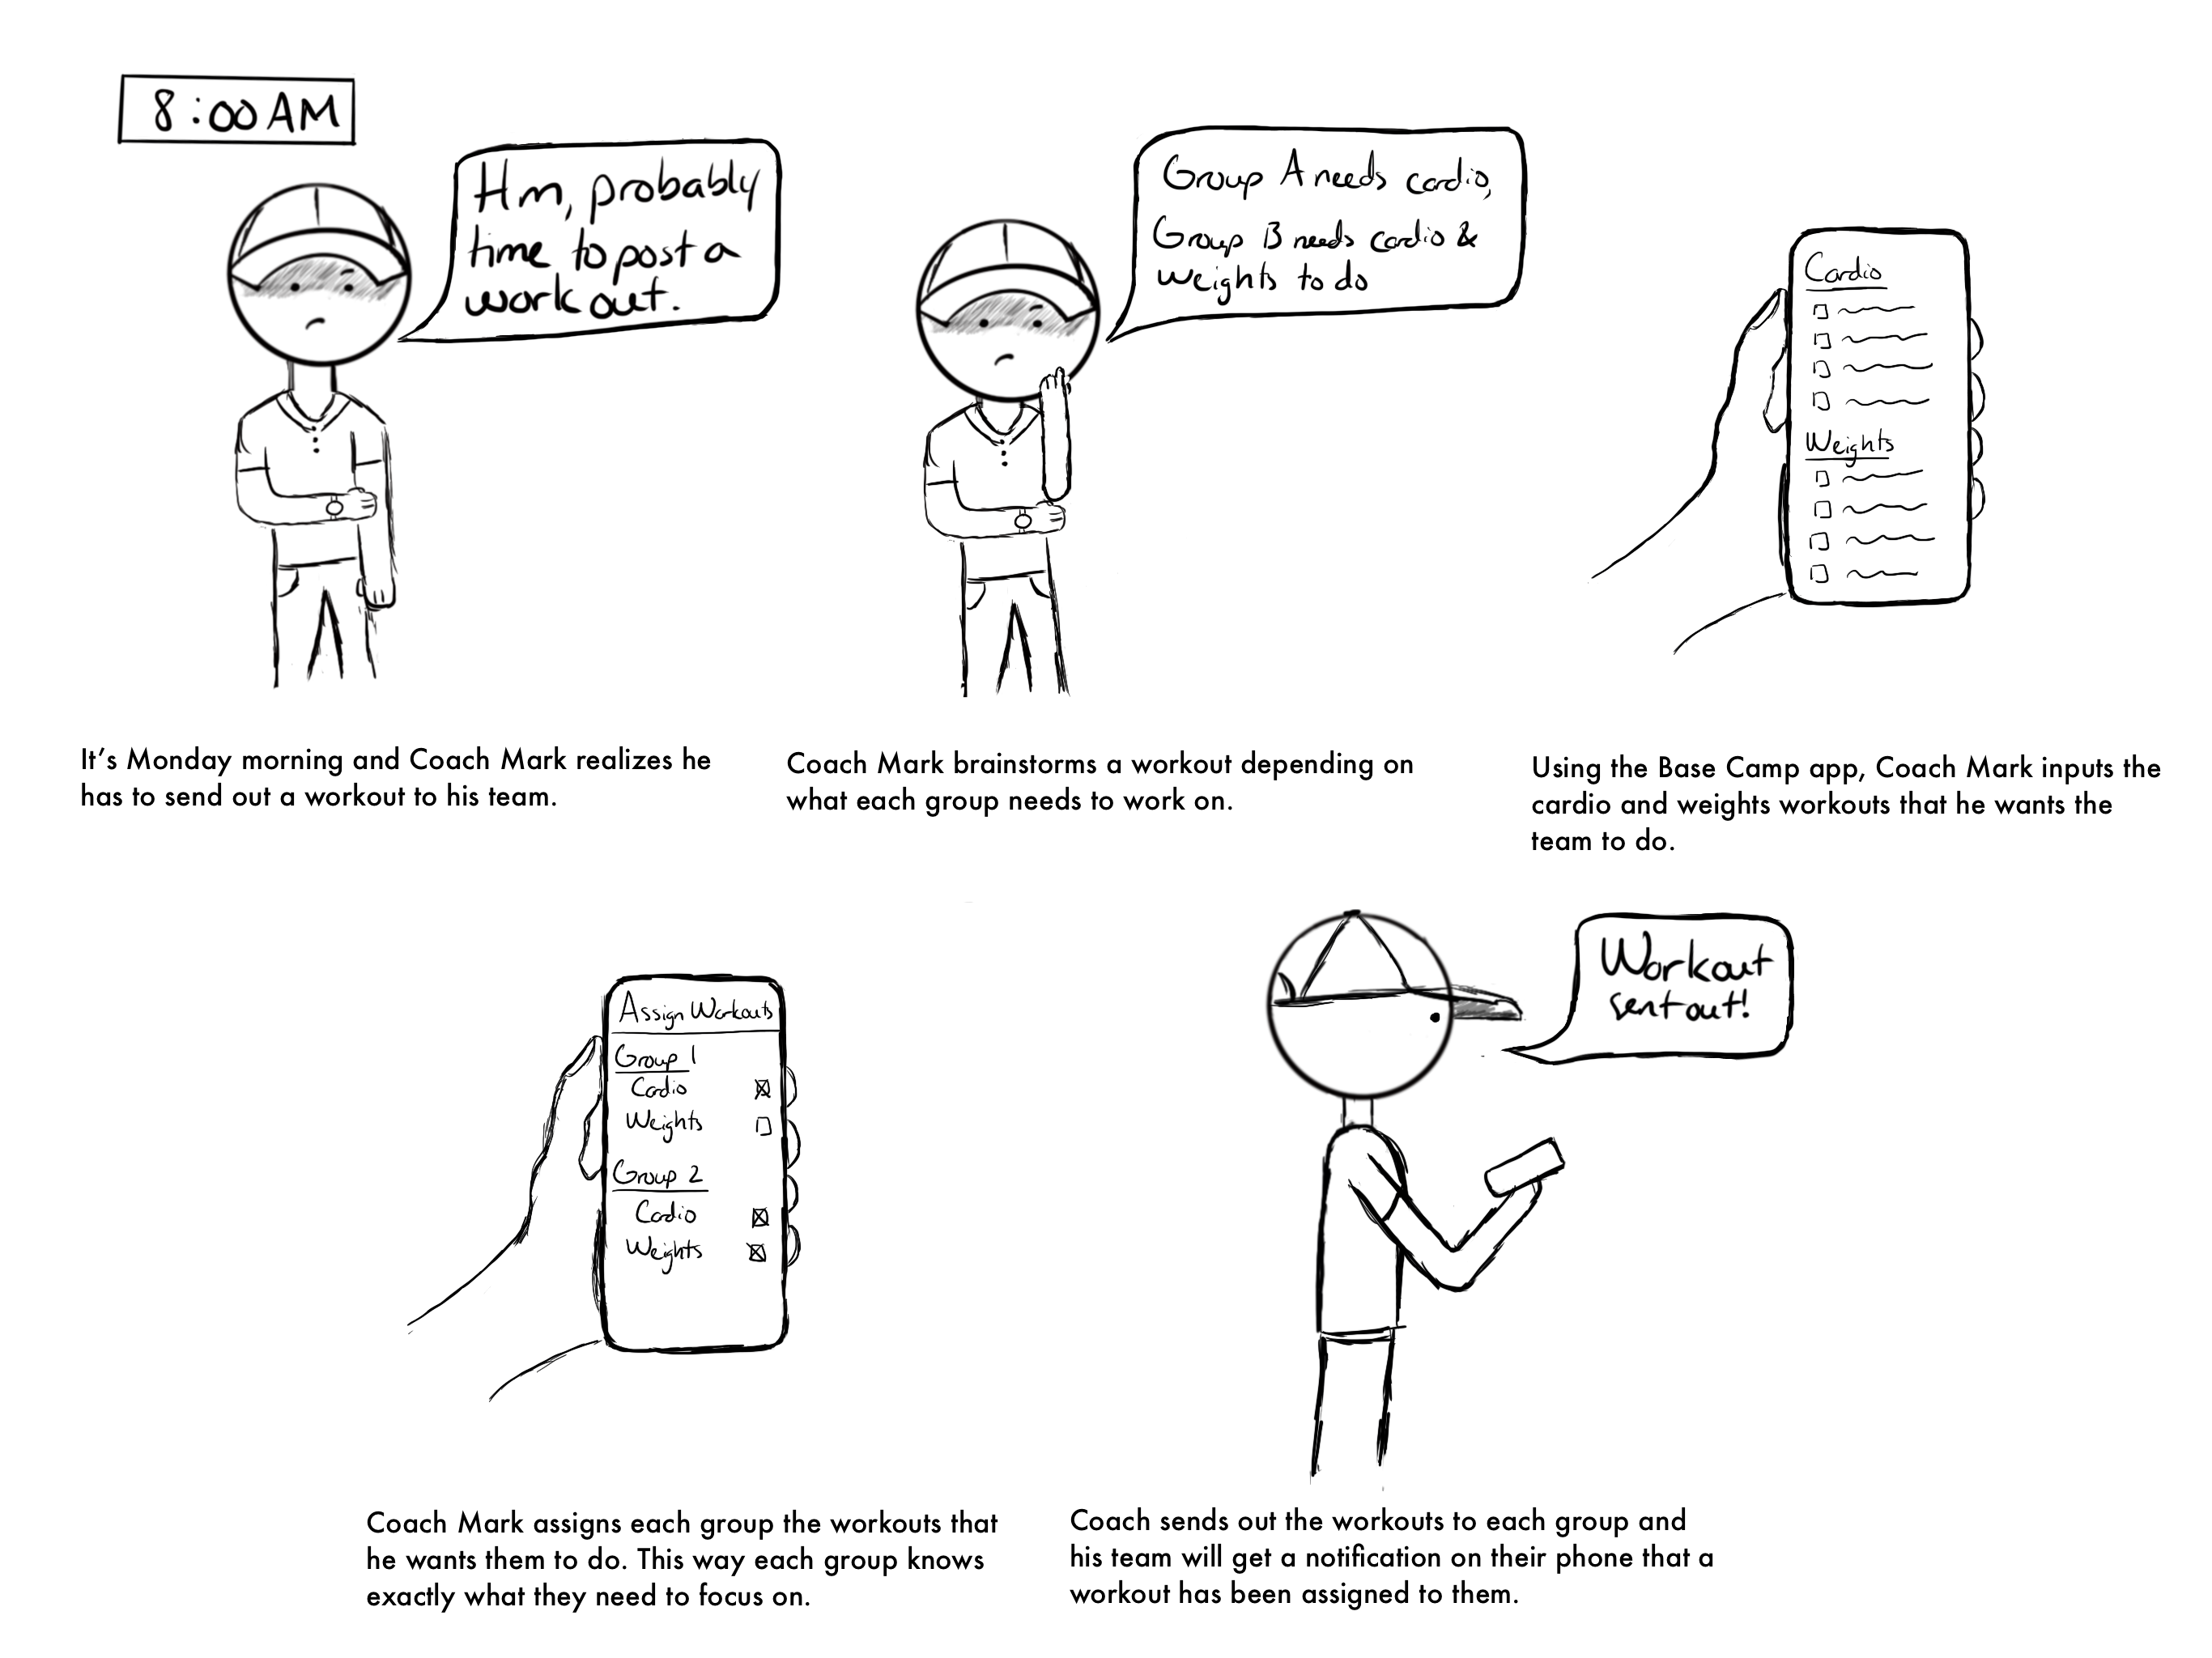 8:00AM
Hm, probably
time to post a
workout.
It's Monday morning and Coach Mark realizes he
has to send out a workout to his team.
Group A needs cardio,
Group B needs cardio &
weights to do
Coach Mark brainstorms a workout depending on
what each group needs to work on.
Cardio
Weights
Using the Base Camp app, Coach Mark inputs the
cardio and weights workouts that he wants the
team to do.
Assign Workouts
Group 1
Cardio
Weights
Group 2
Cardio
Weights
Coach Mark assigns each group the workouts that
he wants them to do. This way each group knows
exactly what they need to focus on.
Workout
sent out!
Coach sends out the workouts to each group and
his team will get a notification on their phone that a
workout has been assigned to them.